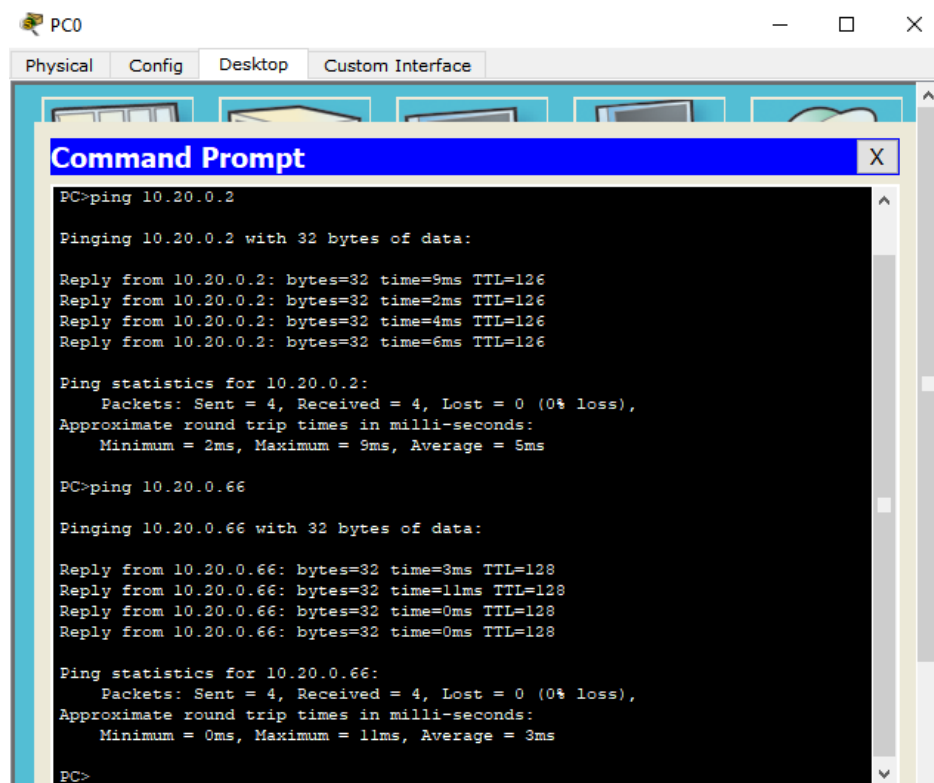 PC0
Physical Config Desktop Custom Interface
Command Prompt X
PC>ping 10.20.0.2
Pinging 10.20.0.2 with 32 bytes of data:
Reply from 10.20.0.2: bytes=32 time=9ms TTL=126
Reply from 10.20.0.2: bytes=32 time=2ms TTL=126
Reply from 10.20.0.2: bytes=32 time=4ms TTL=126
Reply from 10.20.0.2: bytes=32 time=6ms TTL=126
Ping statistics for 10.20.0.2:
Packets: Sent = 4, Received = 4, Lost = 0 (0% loss),
Approximate round trip times in milli-seconds:
Minimum = 2ms, Maximum = 9ms, Average = 5ms
PC>ping 10.20.0.66
Pinging 10.20.0.66 with 32 bytes of data:
Reply from 10.20.0.66: bytes=32 time=3ms TTL=128
Reply from 10.20.0.66: bytes=32 time=11ms TTL=128
Reply from 10.20.0.66: bytes=32 time=0ms TTL=128
Reply from 10.20.0.66: bytes=32 time=0ms TTL=128
Ping statistics for 10.20.0.66:
Packets: Sent = 4, Received = 4, Lost = 0 (0% loss),
Approximate round trip times in milli-seconds:
Minimum = 0ms, Maximum = 11ms, Average = 3ms
PC>